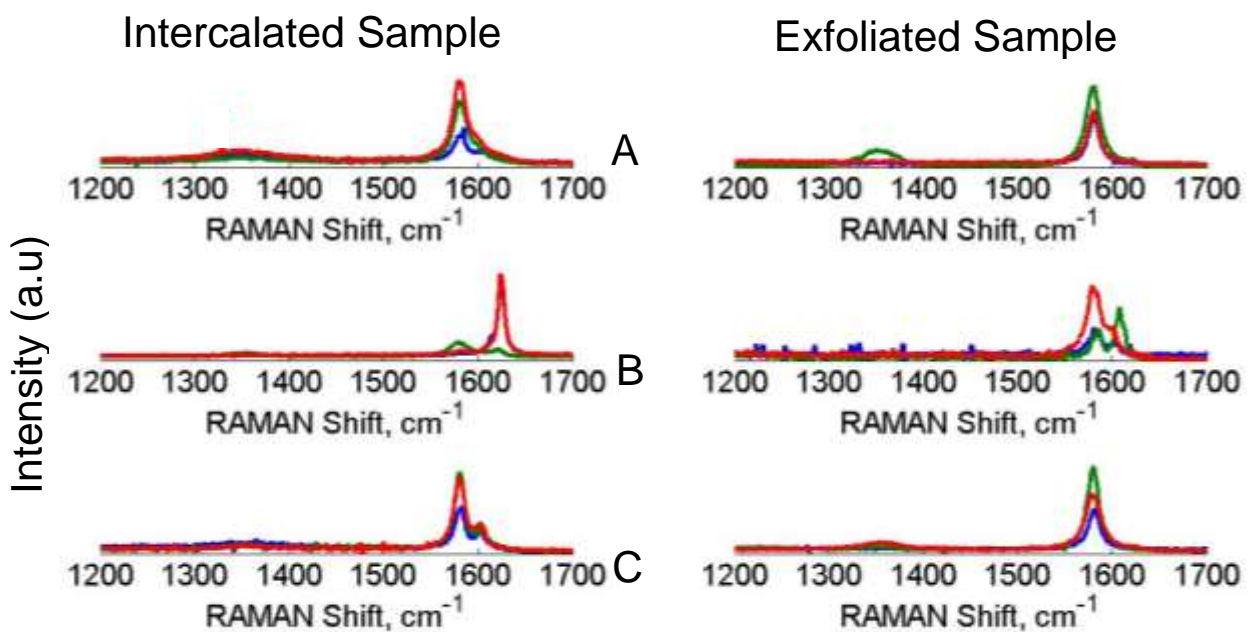 Intercalated Sample
Exfoliated Sample
A
1200 1300 1400 1500 1600 1700
RAMAN Shift, cm-1
1200 1300 1400 1500 1600 1700
RAMAN Shift, cm-1
Intensity (a.u)
B
1200 1300 1400 1500 1600 1700
RAMAN Shift, cm-1
1200 1300 1400 1500 1600 1700
RAMAN Shift, cm-1
C
1200 1300 1400 1500 1600 1700
RAMAN Shift, cm-1
1200 1300 1400 1500 1600 1700
RAMAN Shift, cm-1